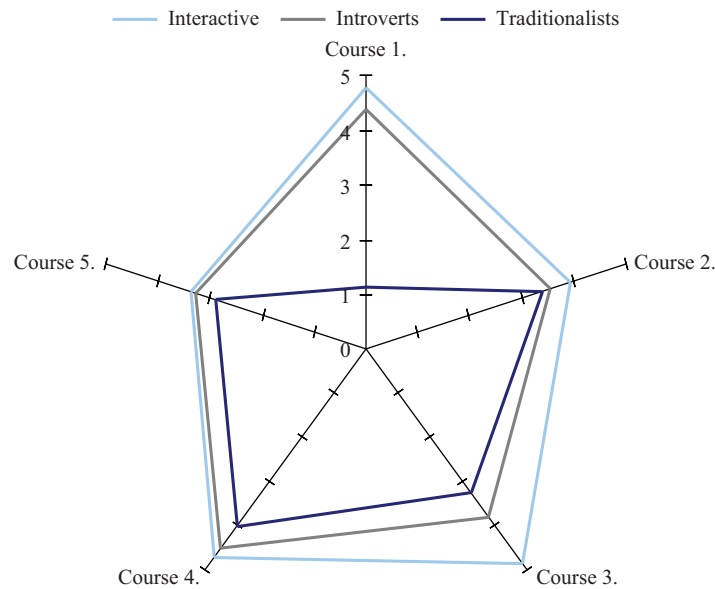 Interactive Introverts Traditionalists
Course 1.
5
4
3
2
1
0
Course 5.
Course 2.
Course 4.
Course 3.